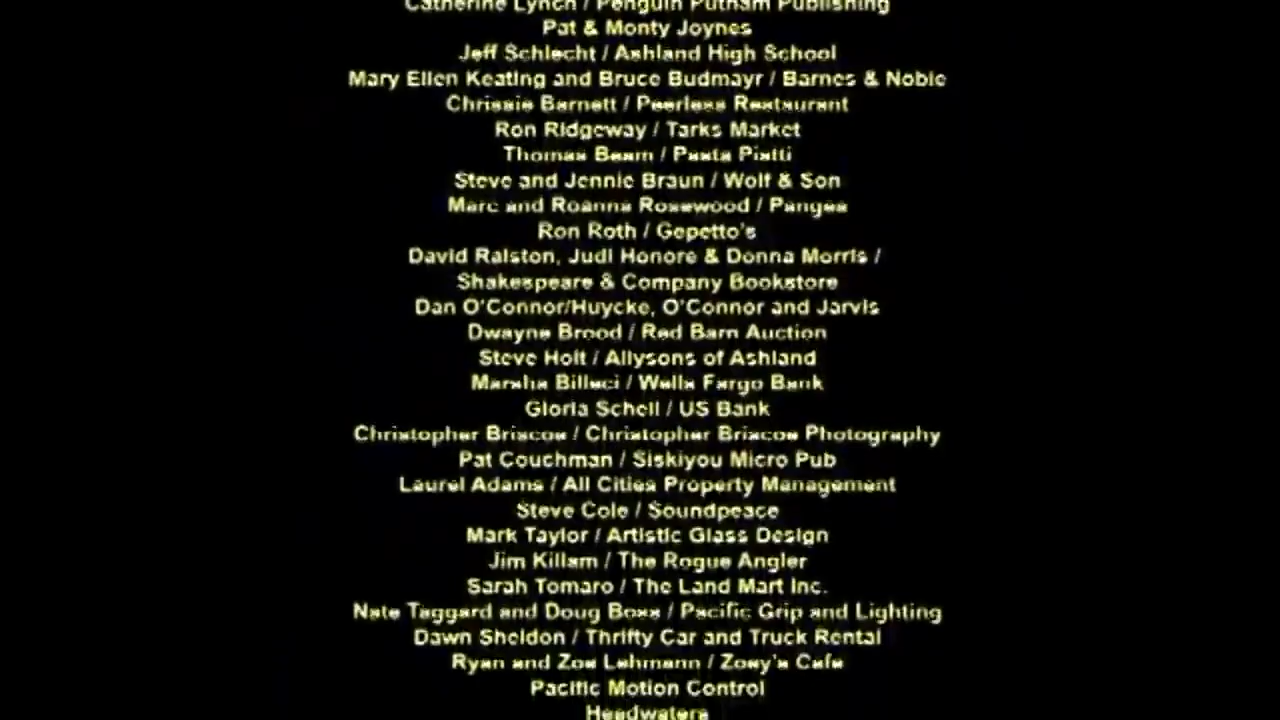 Catherine Lynch / Penguin Putnam Publishing
Pat & Monty Joynes
Jeff Schlecht / Ashland High School
Mary Ellen Keating and Bruce Budmayr / Barnes & Noble
Chrissie Barnett / Peerless Restaurant
Ron Ridgeway / Tarks Market
Thomas Beam / Pasta Piatti
Steve and Jennie Braun / Wolf & Son
Marc and Roanna Rosewood / Pangea
Ron Roth / Gepetto's
David Ralston, Judi Honore & Donna Morris /
Shakespeare & Company Bookstore
Dan O'Connor/Huycke, O'Connor and Jarvis
Dwayne Brood / Red Barn Auction
Steve Holt / Allysons of Ashland
Marsha Billeci / Wells Fargo Bank
Gloria Schell / US Bank
Christopher Briscoe / Christopher Briscoe Photography
Pat Couchman / Siskiyou Micro Pub
Laurel Adams / All Cities Property Management
Steve Cole / Soundpeace
Mark Taylor / Artistic Glass Design
Jim Killam / The Rogue Angler
Sarah Tomaro / The Land Mart Inc.
Nate Taggard and Doug Boss / Pacific Grip and Lighting
Dawn Sheldon / Thrifty Car and Truck Rental
Ryan and Zoe Lehmann / Zoey's Cafe
Pacific Motion Control
Headwaters